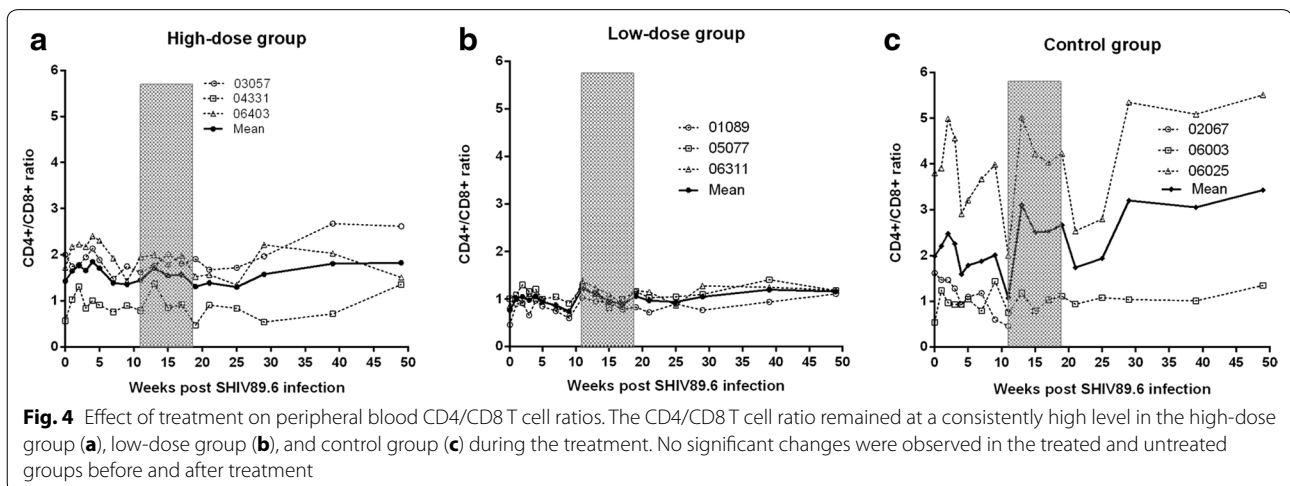 a
High-dose group
6
5
4
3
2
1
0
CD4+/CD8+ ratio
03057
04331
06403
Mean
0 5 10 15 20 25 30 35 40 45 50
Weeks post SHIV89.6 infection
b
Low-dose group
6
5
4
3
2
1
0
CD4+/CD8+ ratio
01089
05077
06311
Mean
0 5 10 15 20 25 30 35 40 45 50
Weeks post SHIV89.6 infection
c
Control group
6
5
4
3
2
1
0
CD4+/CD8+ ratio
02067
06003
06025
Mean
0 5 10 15 20 25 30 35 40 45 50
Weeks post SHIV89.6 infection
Fig. 4 Effect of treatment on peripheral blood CD4/CD8 T cell ratios. The CD4/CD8 T cell ratio remained at a consistently high level in the high-dose
group (a), low-dose group (b), and control group (c) during the treatment. No significant changes were observed in the treated and untreated
groups before and after treatment